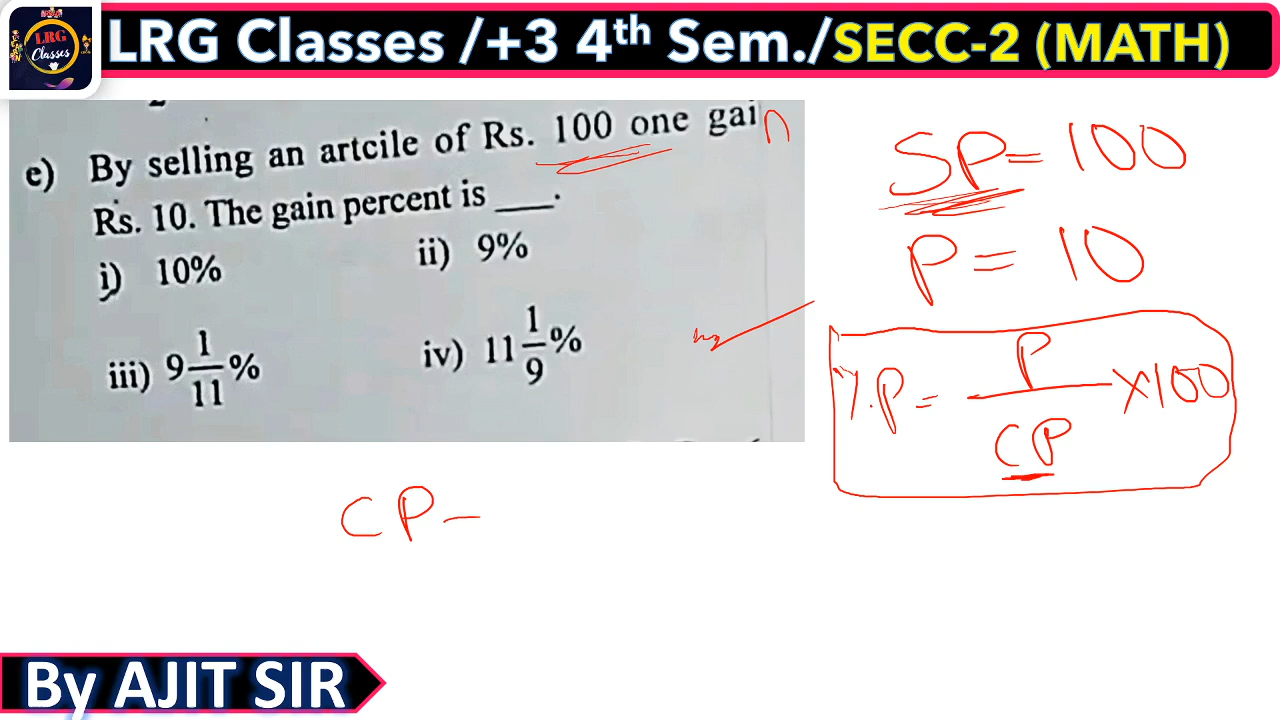 LRG Classes
LRG Classes /+3 4th Sem./SECC-2 (MATH)
e) By selling an artcile of Rs. 100 one gain
Rs. 10. The gain percent is ___.
i) 10%
ii) 9%
iii) 9 1/11 %
iv) 11 1/9 %
SP = 100
P = 10
%.P = P/CP × 100
CP -
By AJIT SIR